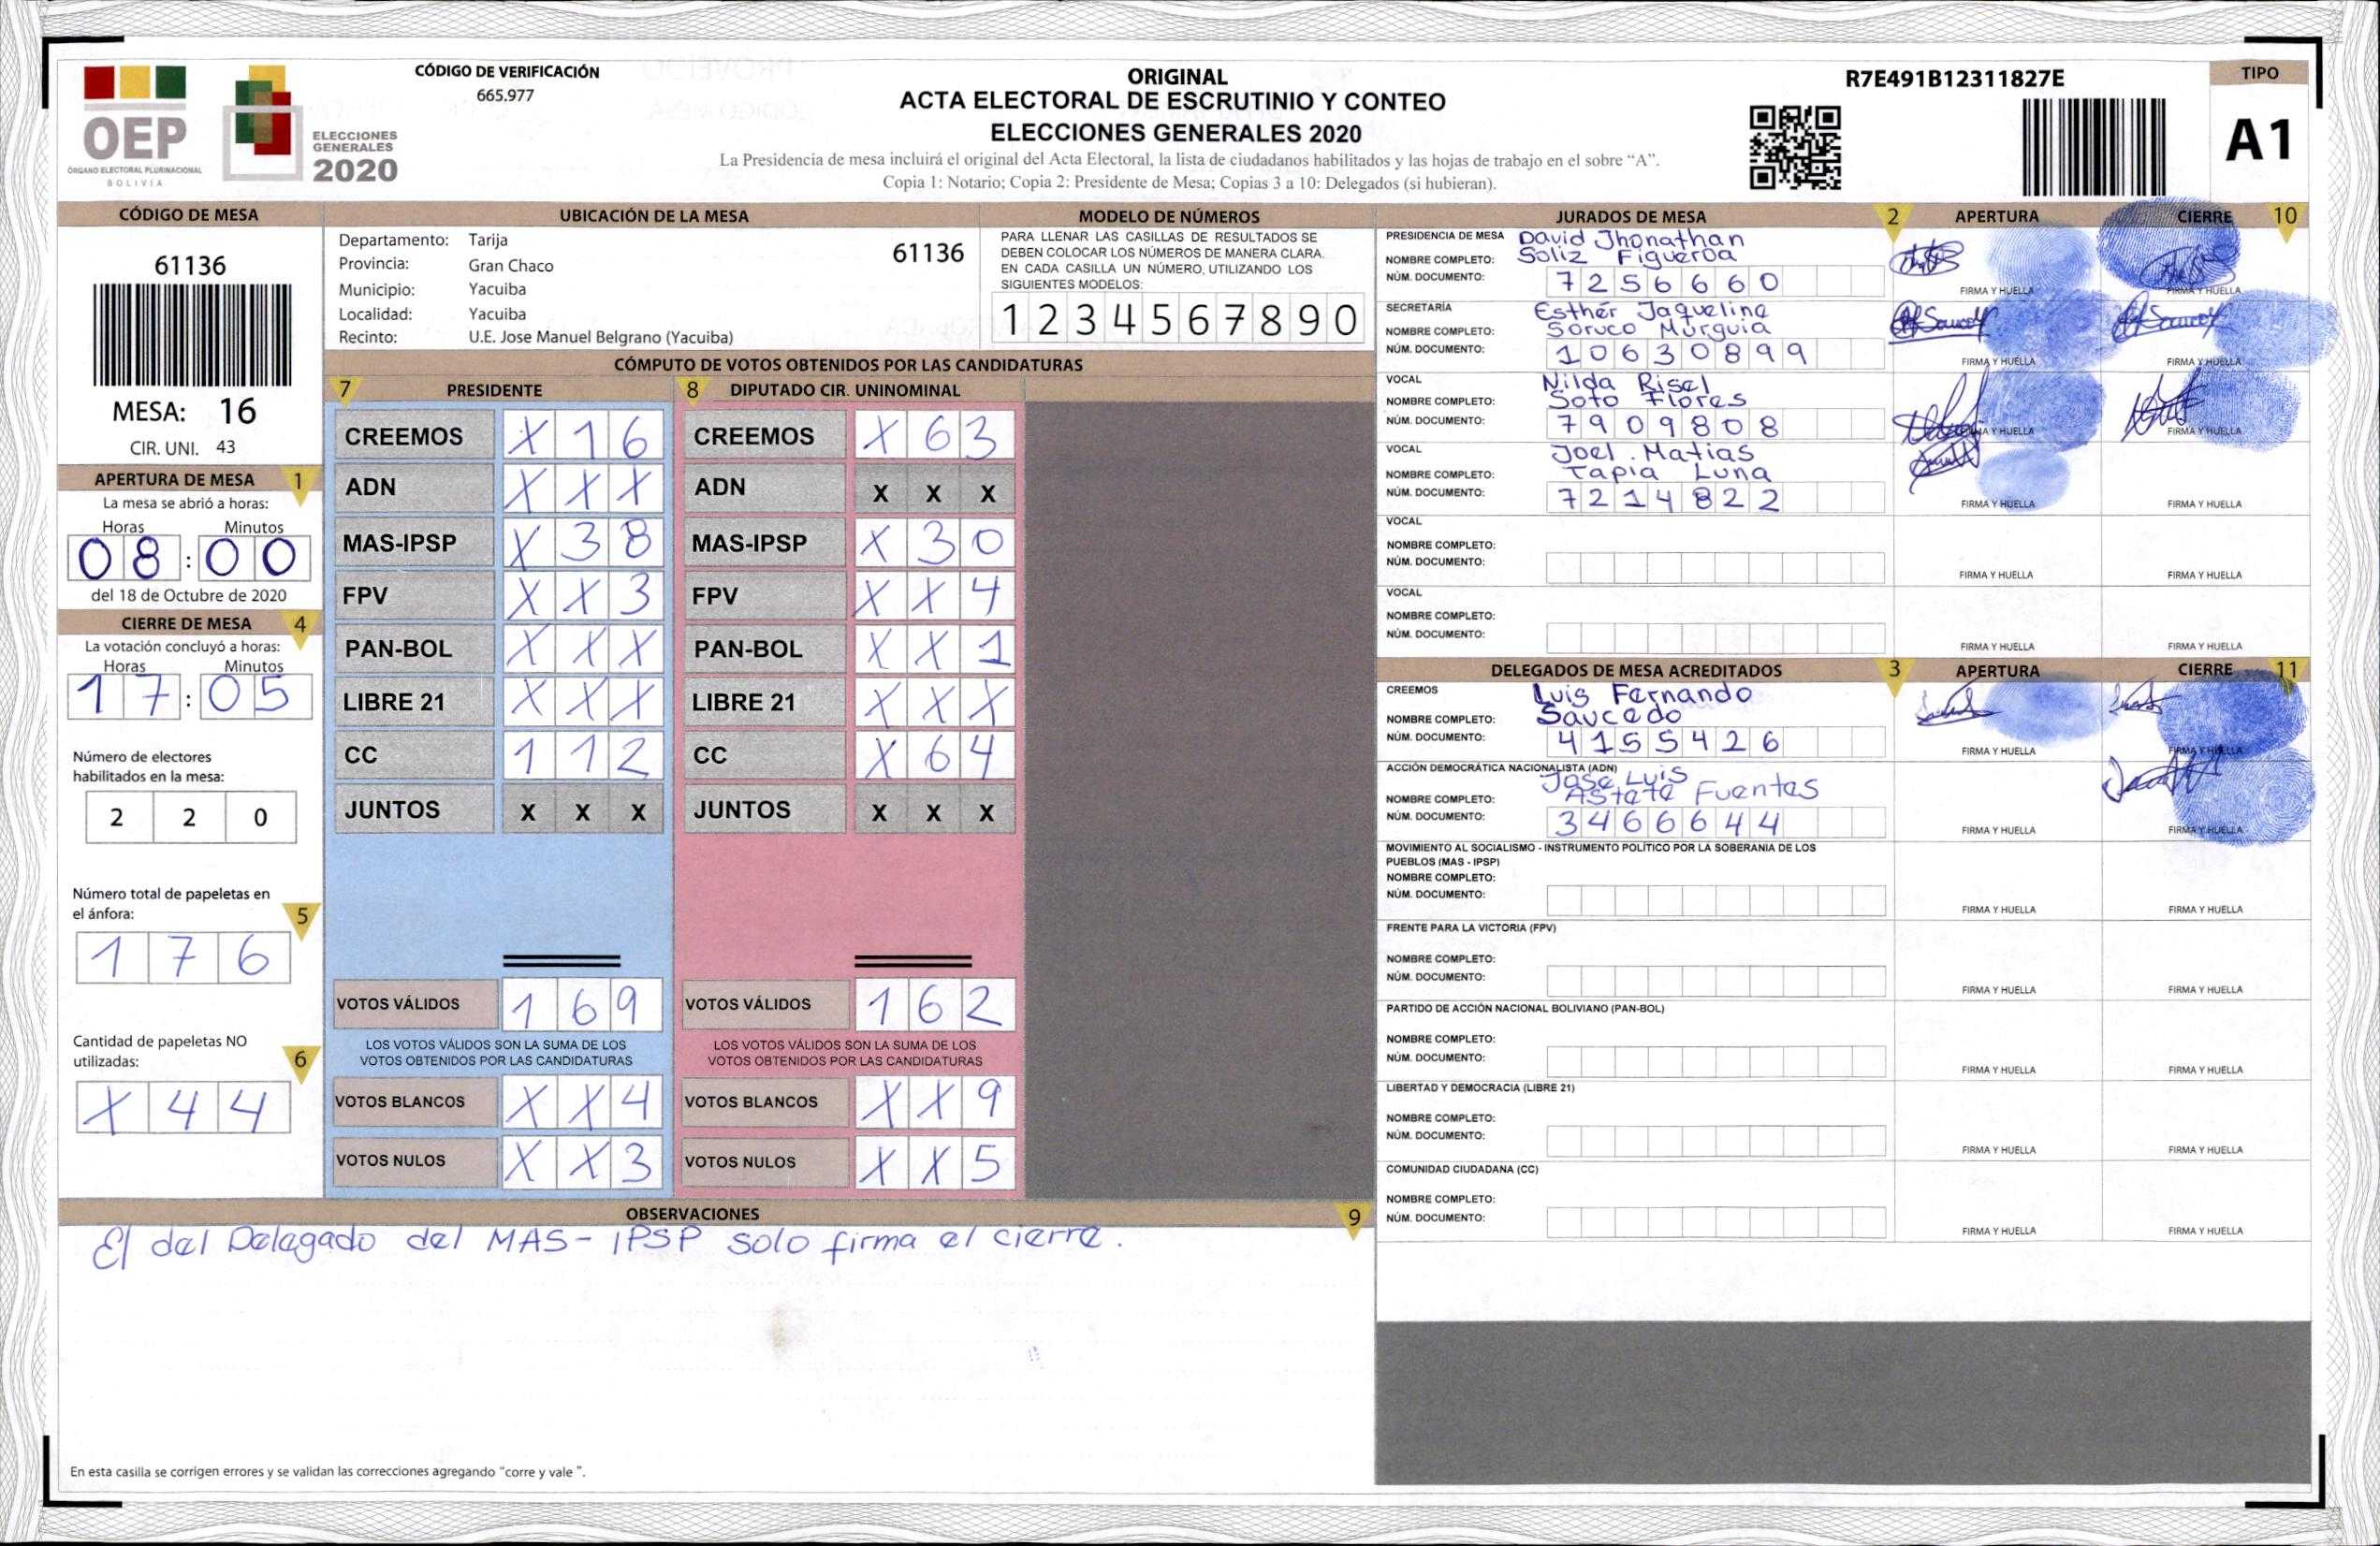 CÓDIGO DE VERIFICACIÓN
665.977
OEP
ÓRGANO ELECTORAL PLURINACIONAL
BOLIVIA
ELECCIONES
GENERALES
2020
ORIGINAL
ACTA ELECTORAL DE ESCRUTINIO Y CONTEO
ELECCIONES GENERALES 2020
La Presidencia de mesa incluirá el original del Acta Electoral, la lista de ciudadanos habilitados y las hojas de trabajo en el sobre “A”.
Copia 1: Notario; Copia 2: Presidente de Mesa; Copias 3 a 10: Delegados (si hubieran).
R7E491B12311827E
TIPO
A1
CÓDIGO DE MESA
61136
MESA: 16
CIR. UNI. 43
APERTURA DE MESA 1
La mesa se abrió a horas:
Horas Minutos
08:00
del 18 de Octubre de 2020
CIERRE DE MESA 4
La votación concluyó a horas:
Horas Minutos
17:05
Número de electores
habilitados en la mesa:
2 2 0
Número total de papeletas en
el ánfora: 5
1 7 6
Cantidad de papeletas NO
utilizadas: 6
X 4 4
UBICACIÓN DE LA MESA
Departamento: Tarija 61136
Provincia: Gran Chaco
Municipio: Yacuiba
Localidad: Yacuiba
Recinto: U.E. Jose Manuel Belgrano (Yacuiba)
MODELO DE NÚMEROS
PARA LLENAR LAS CASILLAS DE RESULTADOS SE
DEBEN COLOCAR LOS NÚMEROS DE MANERA CLARA.
EN CADA CASILLA UN NÚMERO, UTILIZANDO LOS
SIGUIENTES MODELOS:
1 2 3 4 5 6 7 8 9 0
CÓMPUTO DE VOTOS OBTENIDOS POR LAS CANDIDATURAS
7 PRESIDENTE
CREEMOS X 1 6
ADN X X X
MAS-IPSP X 3 8
FPV X X 3
PAN-BOL X X X
LIBRE 21 X X X
CC 1 1 2
JUNTOS X X X
VOTOS VÁLIDOS 1 6 9
LOS VOTOS VÁLIDOS SON LA SUMA DE LOS
VOTOS OBTENIDOS POR LAS CANDIDATURAS
VOTOS BLANCOS X X 4
VOTOS NULOS X X 3
8 DIPUTADO CIR. UNINOMINAL
CREEMOS X 6 3
ADN X X X
MAS-IPSP X 3 0
FPV X X 4
PAN-BOL X X 1
LIBRE 21 X X X
CC X 6 4
JUNTOS X X X
VOTOS VÁLIDOS 1 6 2
LOS VOTOS VÁLIDOS SON LA SUMA DE LOS
VOTOS OBTENIDOS POR LAS CANDIDATURAS
VOTOS BLANCOS X X 9
VOTOS NULOS X X 5
OBSERVACIONES 9
El del Delegado del MAS-IPSP solo firma el cierre.
En esta casilla se corrigen errores y se validan las correcciones agregando "corre y vale ".
JURADOS DE MESA 2 APERTURA CIERRE 10
PRESIDENCIA DE MESA David Jhonathan
NOMBRE COMPLETO: Soliz Figueroa
NÚM. DOCUMENTO: 7256660
FIRMA Y HUELLA FIRMA Y HUELLA
SECRETARÍA Esther Jaqueline
NOMBRE COMPLETO: Soruco Murguia
NÚM. DOCUMENTO: 10630899
FIRMA Y HUELLA FIRMA Y HUELLA
VOCAL Nilda Risel
NOMBRE COMPLETO: Soto Flores
NÚM. DOCUMENTO: 7909808
FIRMA Y HUELLA FIRMA Y HUELLA
VOCAL Joel Matias
NOMBRE COMPLETO: Tapia Luna
NÚM. DOCUMENTO: 7214822
FIRMA Y HUELLA FIRMA Y HUELLA
VOCAL
NOMBRE COMPLETO:
NÚM. DOCUMENTO:
FIRMA Y HUELLA FIRMA Y HUELLA
VOCAL
NOMBRE COMPLETO:
NÚM. DOCUMENTO:
FIRMA Y HUELLA FIRMA Y HUELLA
DELEGADOS DE MESA ACREDITADOS 3 APERTURA CIERRE 11
CREEMOS Luis Fernando
NOMBRE COMPLETO: Saucedo
NÚM. DOCUMENTO: 4155426
FIRMA Y HUELLA FIRMA Y HUELLA
ACCIÓN DEMOCRÁTICA NACIONALISTA (ADN)
Jose Luis
NOMBRE COMPLETO: Astete Fuentes
NÚM. DOCUMENTO: 3466644
FIRMA Y HUELLA FIRMA Y HUELLA
MOVIMIENTO AL SOCIALISMO - INSTRUMENTO POLÍTICO POR LA SOBERANIA DE LOS
PUEBLOS (MAS - IPSP)
NOMBRE COMPLETO:
NÚM. DOCUMENTO:
FIRMA Y HUELLA FIRMA Y HUELLA
FRENTE PARA LA VICTORIA (FPV)
NOMBRE COMPLETO:
NÚM. DOCUMENTO:
FIRMA Y HUELLA FIRMA Y HUELLA
PARTIDO DE ACCIÓN NACIONAL BOLIVIANO (PAN-BOL)
NOMBRE COMPLETO:
NÚM. DOCUMENTO:
FIRMA Y HUELLA FIRMA Y HUELLA
LIBERTAD Y DEMOCRACIA (LIBRE 21)
NOMBRE COMPLETO:
NÚM. DOCUMENTO:
FIRMA Y HUELLA FIRMA Y HUELLA
COMUNIDAD CIUDADANA (CC)
NOMBRE COMPLETO:
NÚM. DOCUMENTO:
FIRMA Y HUELLA FIRMA Y HUELLA